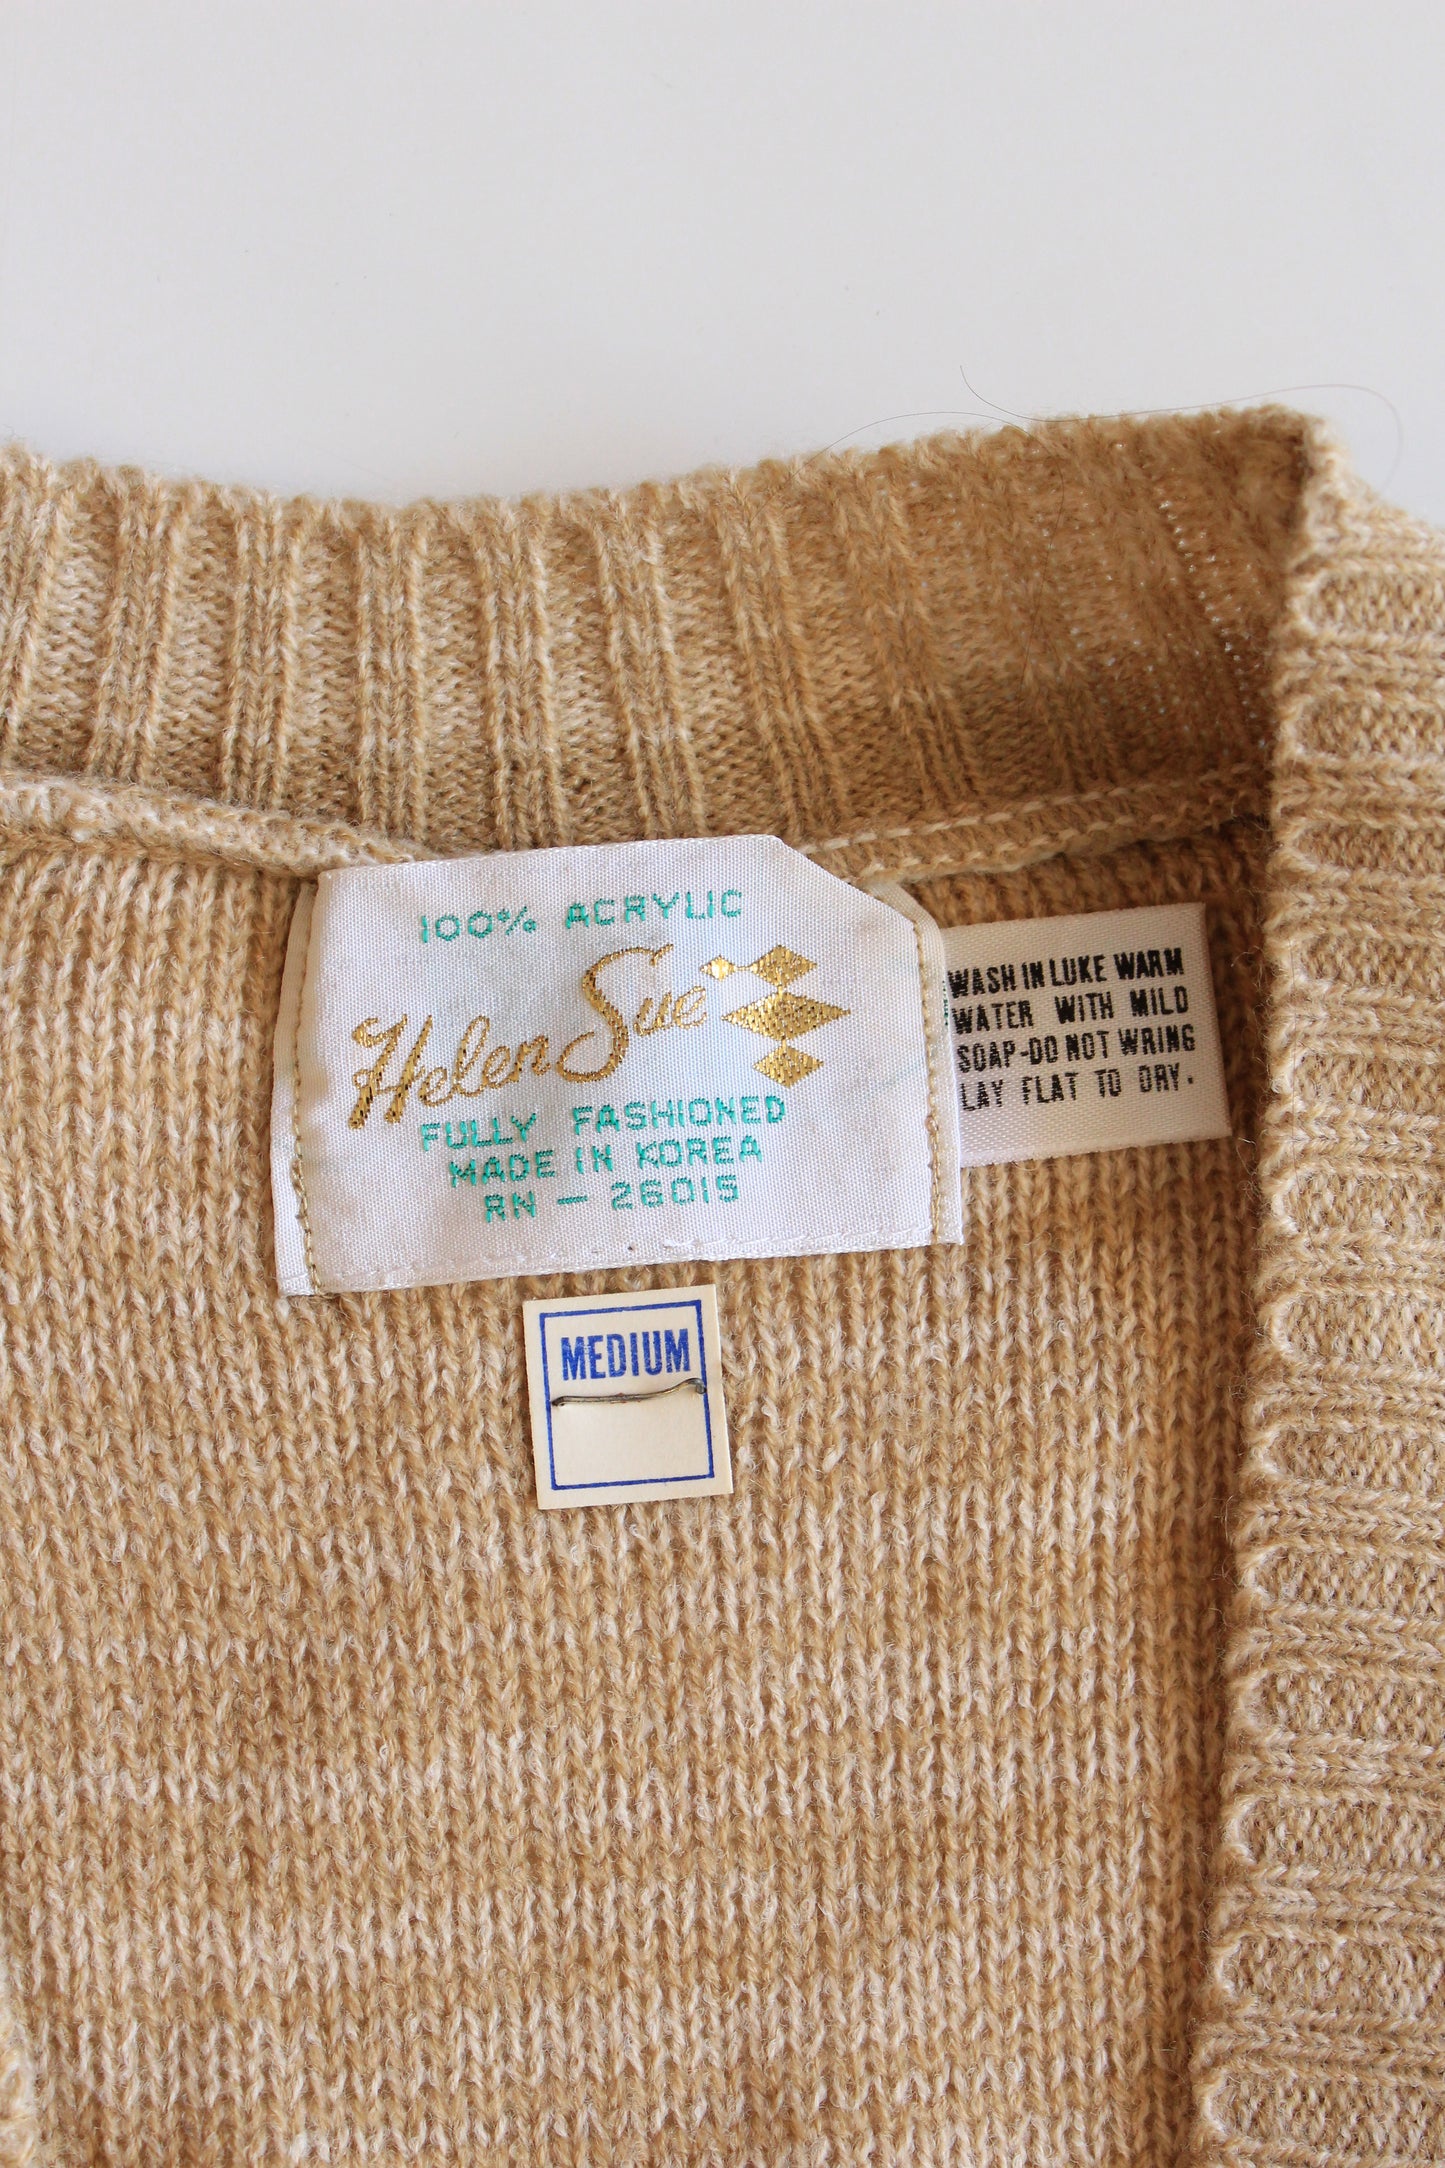 100% ACRYLIC
Helen Sue
FULLY FASHIONED
MADE IN KOREA
RN – 26015
WASH IN LUKE WARM
WATER WITH MILD
SOAP-DO NOT WRING
LAY FLAT TO DRY.
MEDIUM